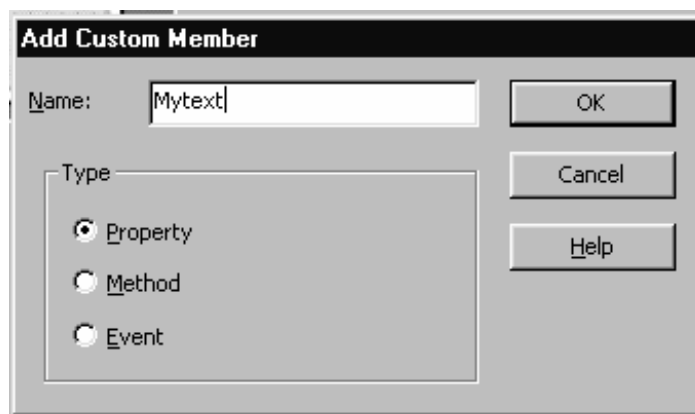 Add Custom Member
Name: Mytext OK
Type Cancel
Property Help
Method
Event